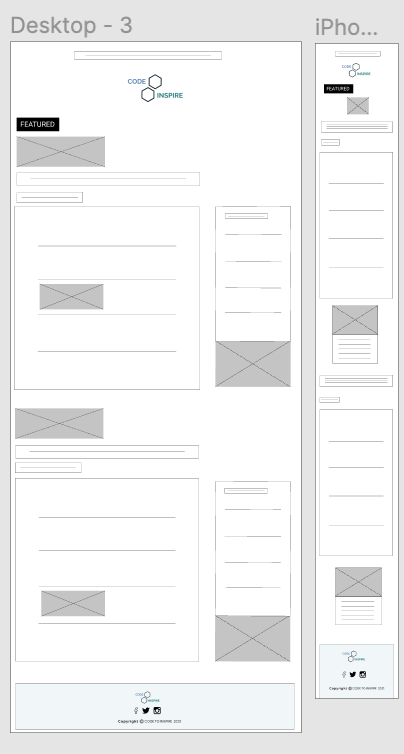 Desktop - 3
CODE
INSPIRE
FEATURED
CODE
INSPIRE
Copyright @ CODE TO INSPIRE 2021
iPho...
CODE
INSPIRE
FEATURED
CODE
INSPIRE
Copyright @ CODE TO INSPIRE 2021